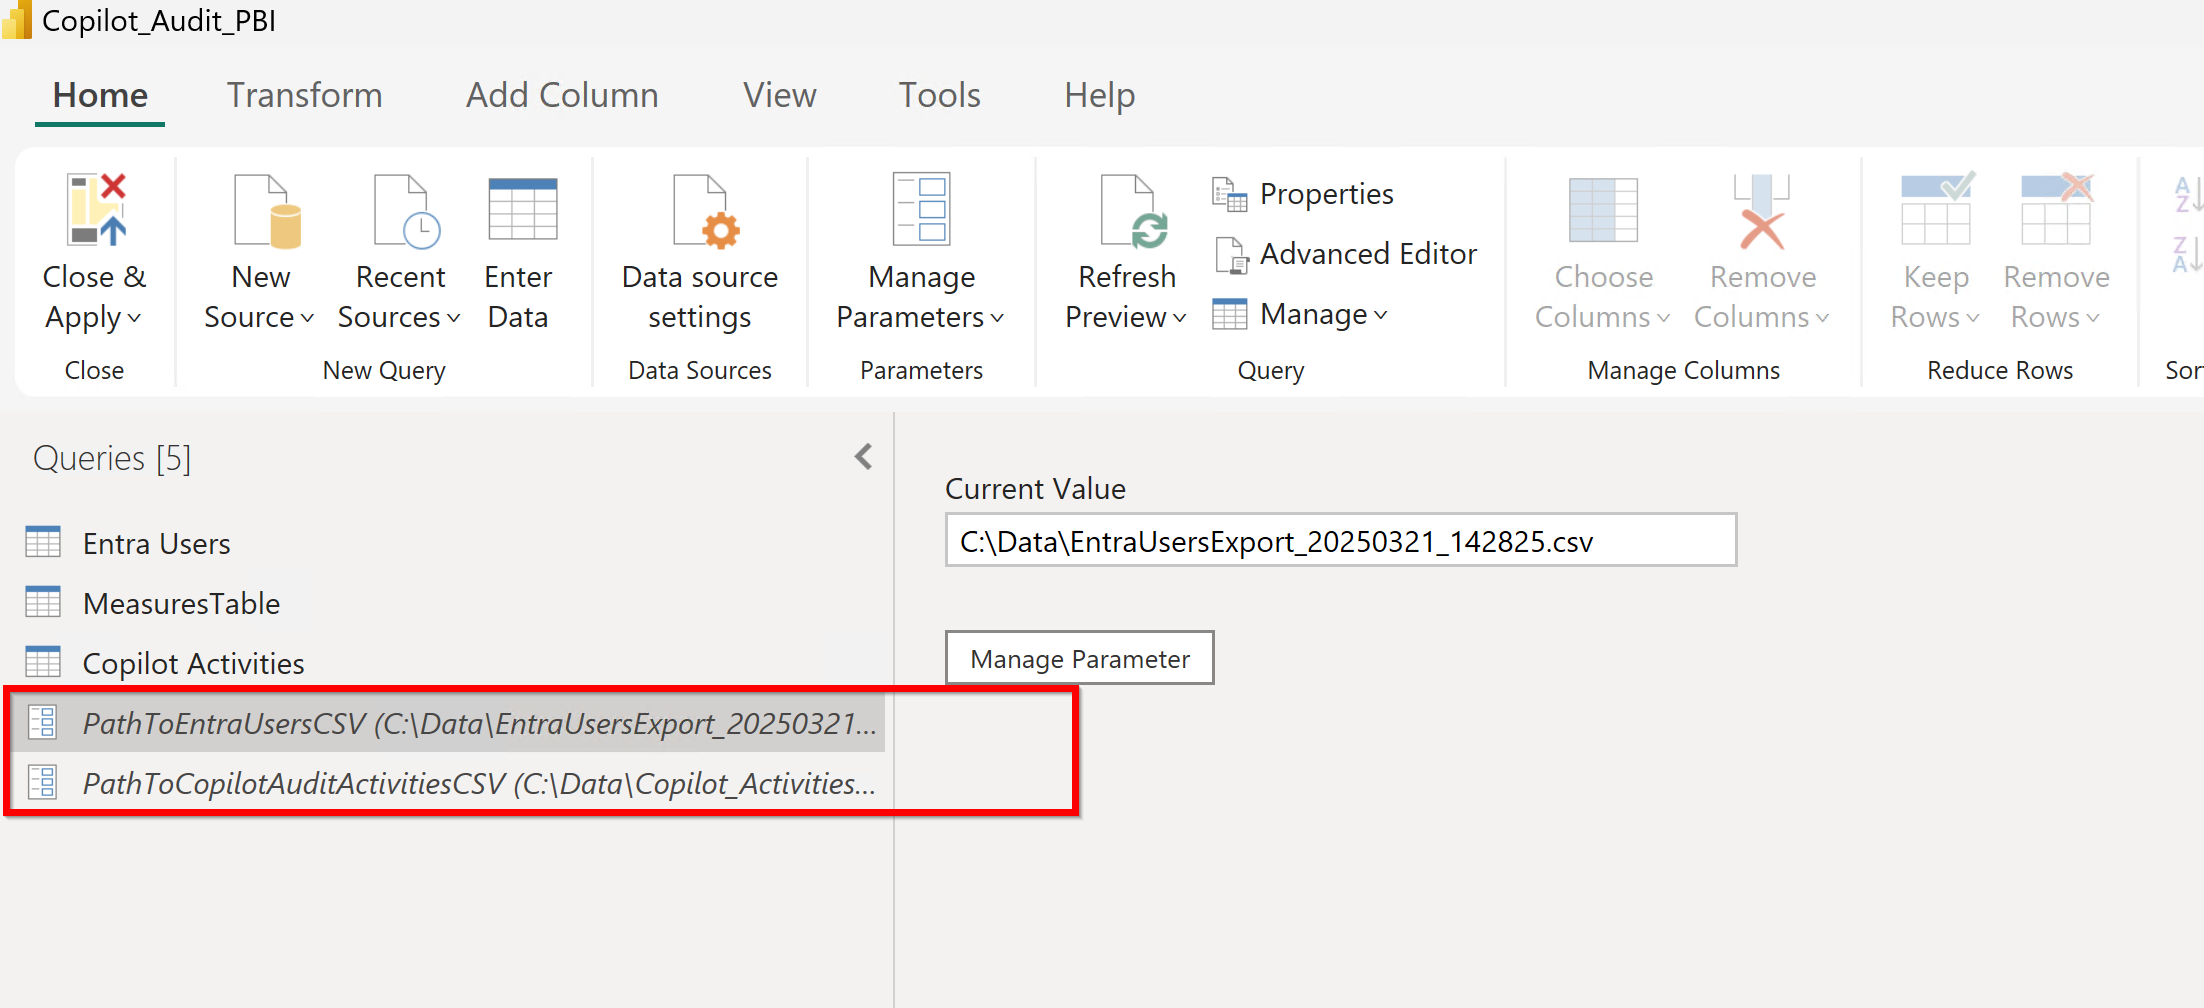 Copilot_Audit_PBI
Home Transform Add Column View Tools Help
Close & Apply
New Source
Recent Sources
Enter Data
Data source settings
Manage Parameters
Refresh Preview
Properties
Advanced Editor
Manage
Choose Columns
Remove Columns
Keep Rows
Remove Rows
A
Z
Z
A
Close
New Query
Data Sources
Parameters
Query
Manage Columns
Reduce Rows
Queries [5]
Entra Users
MeasuresTable
Copilot Activities
PathToEntraUsersCSV (C:\Data\EntraUsersExport_20250321...
PathToCopilotAuditActivitiesCSV (C:\Data\Copilot_Activities...
Current Value
C:\Data\EntraUsersExport_20250321_142825.csv
Manage Parameter